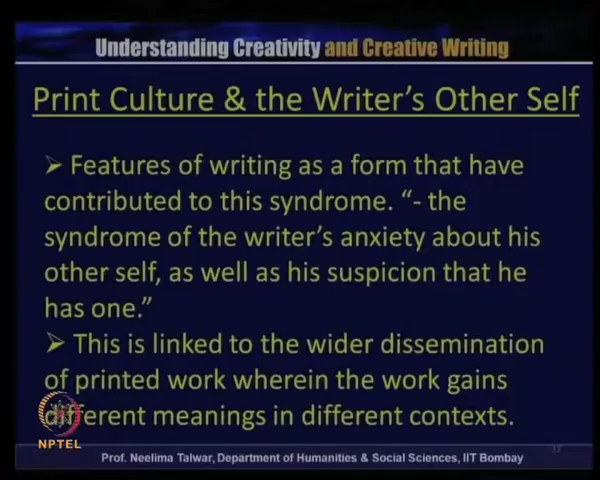 Understanding Creativity and Creative Writing
Print Culture & the Writer's Other Self
➢ Features of writing as a form that have
contributed to this syndrome. "- the
syndrome of the writer's anxiety about his
other self, as well as his suspicion that he
has one."
➢ This is linked to the wider dissemination
of printed work wherein the work gains
different meanings in different contexts.
NPTEL
17
Prof. Neelima Talwar, Department of Humanities & Social Sciences, IIT Bombay